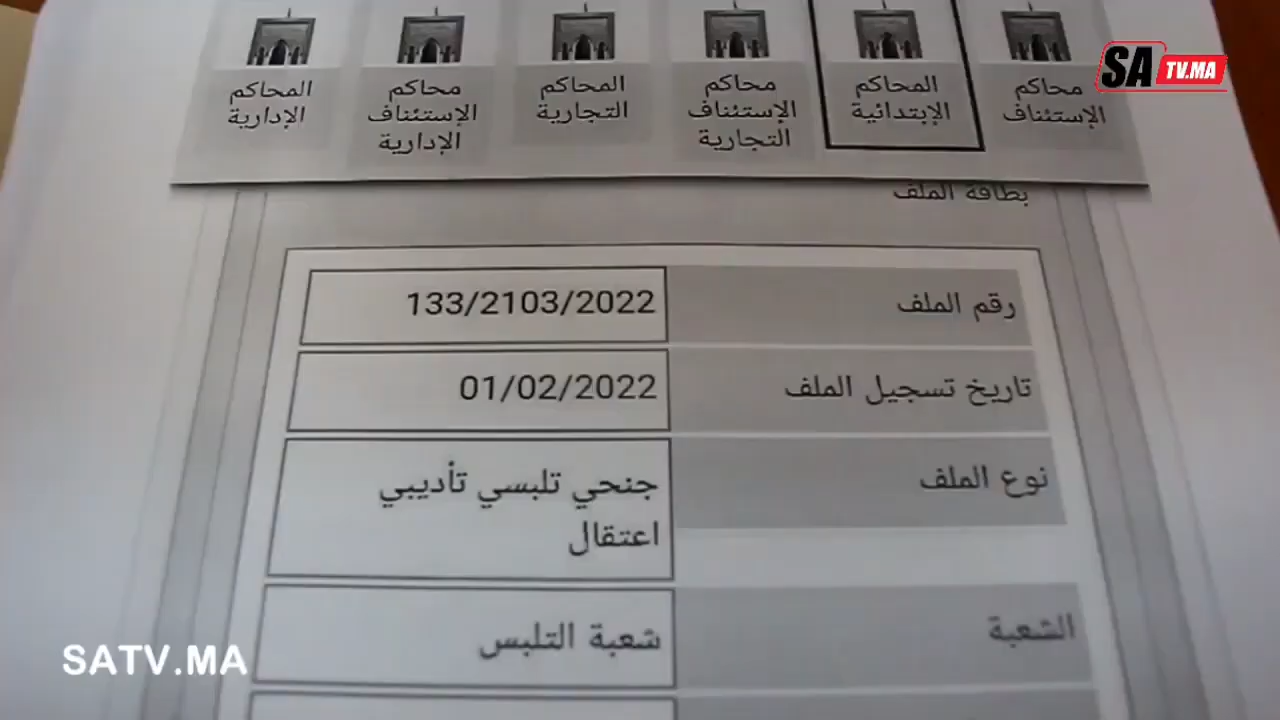 SA TV.MA
محاكم
الإستئناف
المحاكم
الإبتدائية
محاكم
الإستئناف
التجارية
المحاكم
التجارية
محاكم
الإستئناف
الإدارية
المحاكم
الإدارية
بطاقة الملف
رقم الملف 133/2103/2022
تاريخ تسجيل الملف 01/02/2022
نوع الملف جنحي تلبسي تأديبي
اعتقال
الشعبة شعبة التلبس
SATV.MA